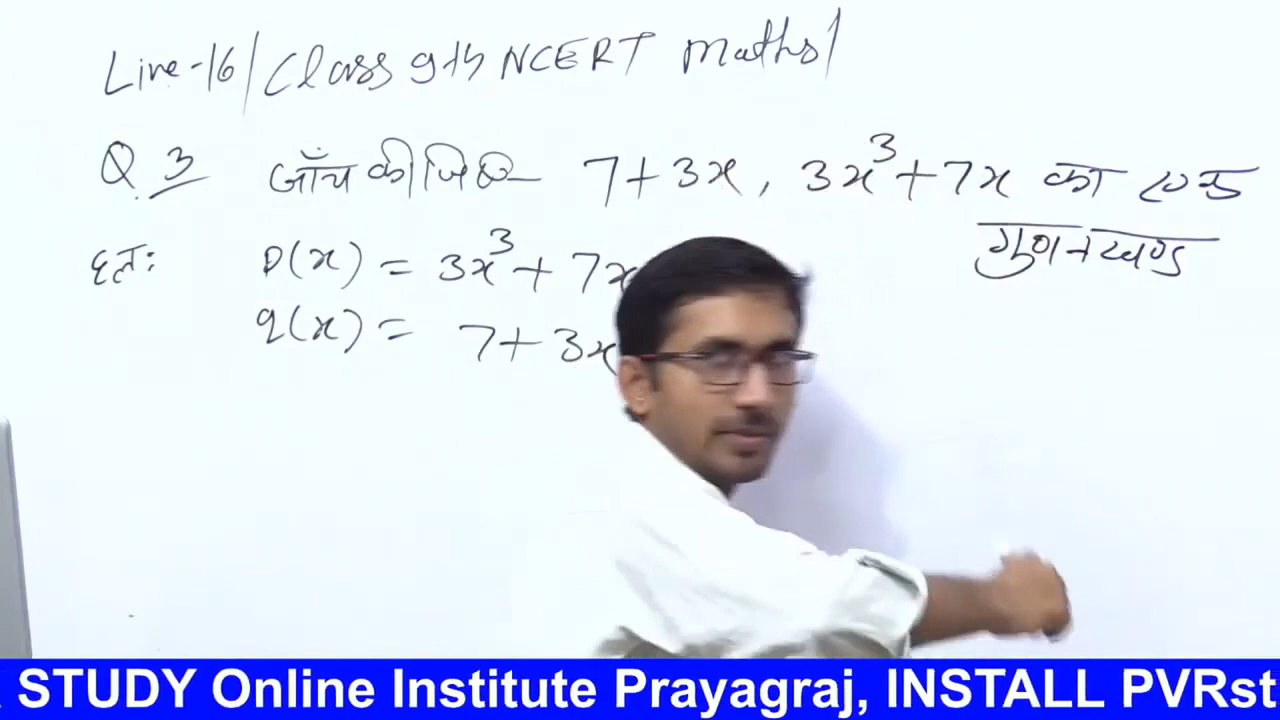 Live-16/Class 9th NCERT Maths/
Q.3 जाँच कीजिए 7+3x, 3x³+7x का एक
गुणनखण्ड
हल: p(x) = 3x³+7x
q(x) = 7+3x
STUDY Online Institute Prayagraj, INSTALL PVRst